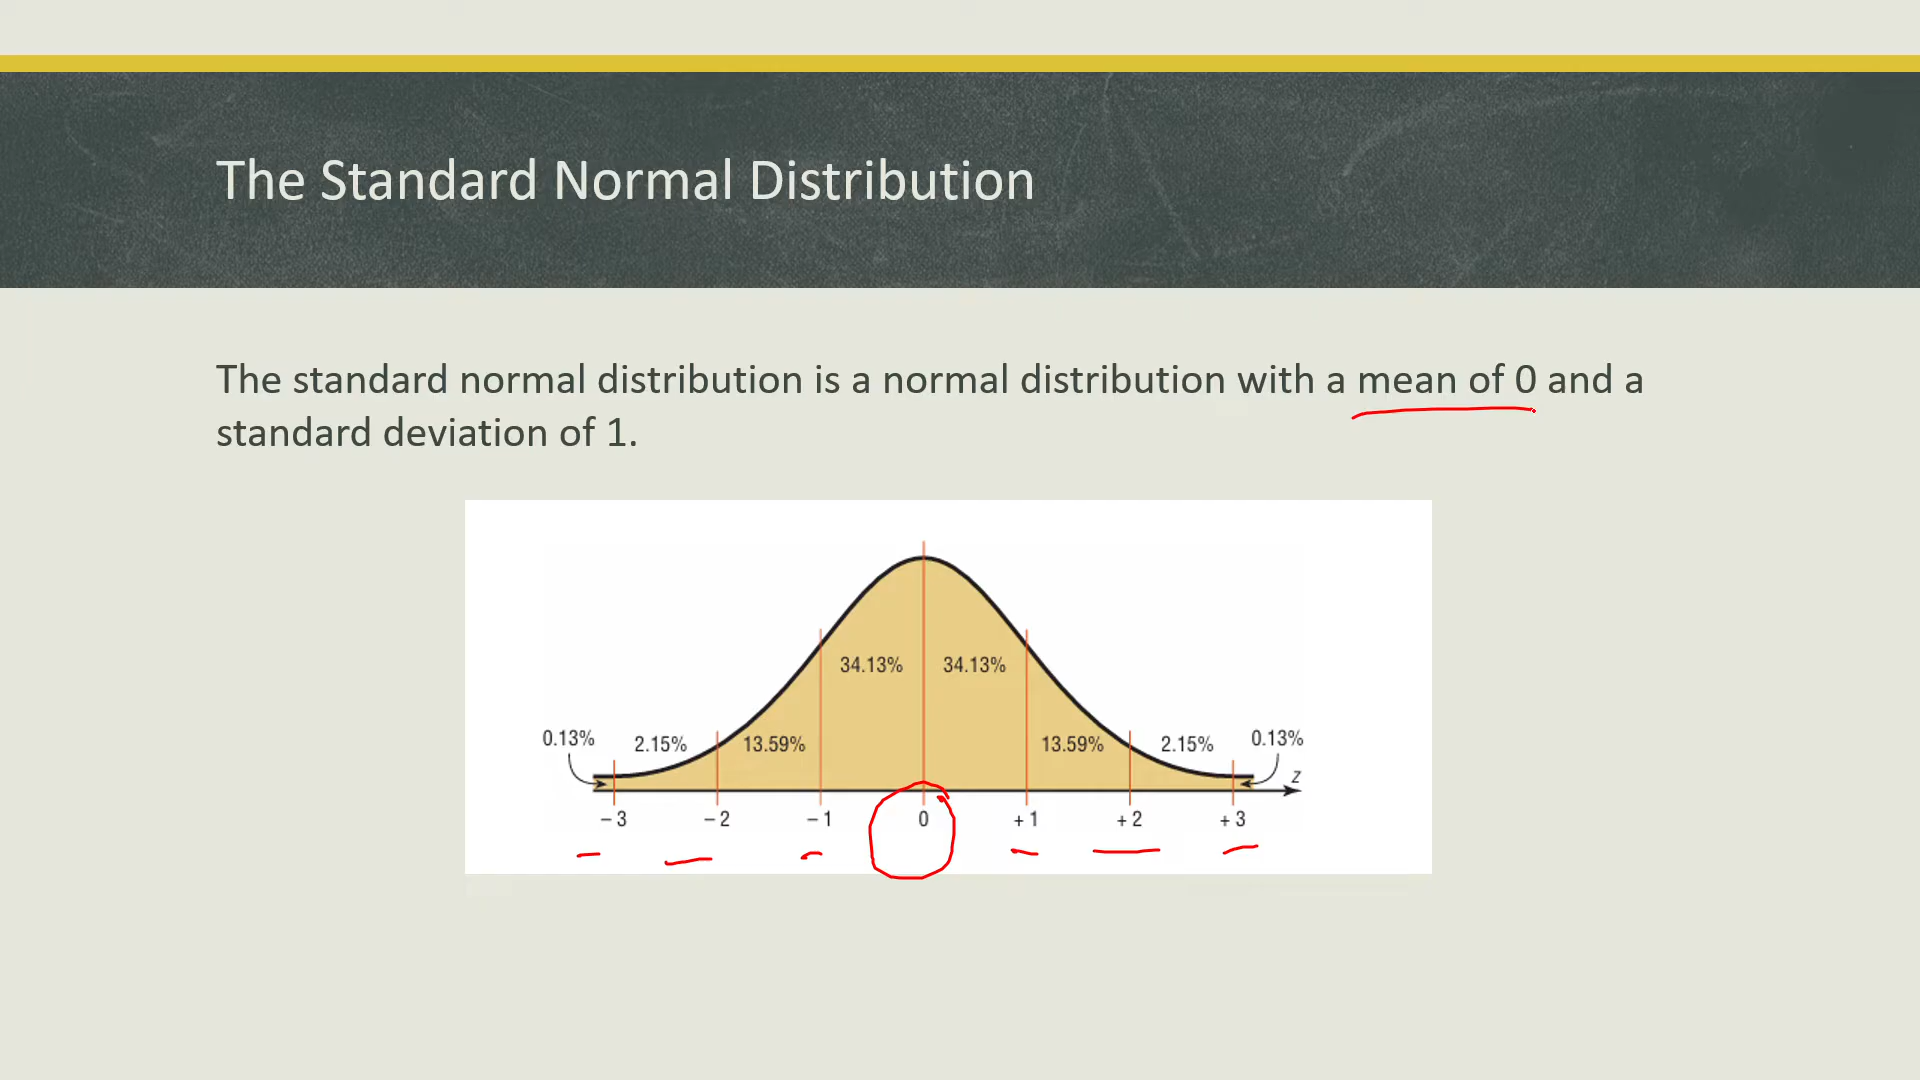 The Standard Normal Distribution
The standard normal distribution is a normal distribution with a mean of 0 and a
standard deviation of 1.
34.13% 34.13%
0.13% 2.15% 13.59% 13.59% 2.15% 0.13%
z
− 3 − 2 − 1 0 + 1 + 2 + 3